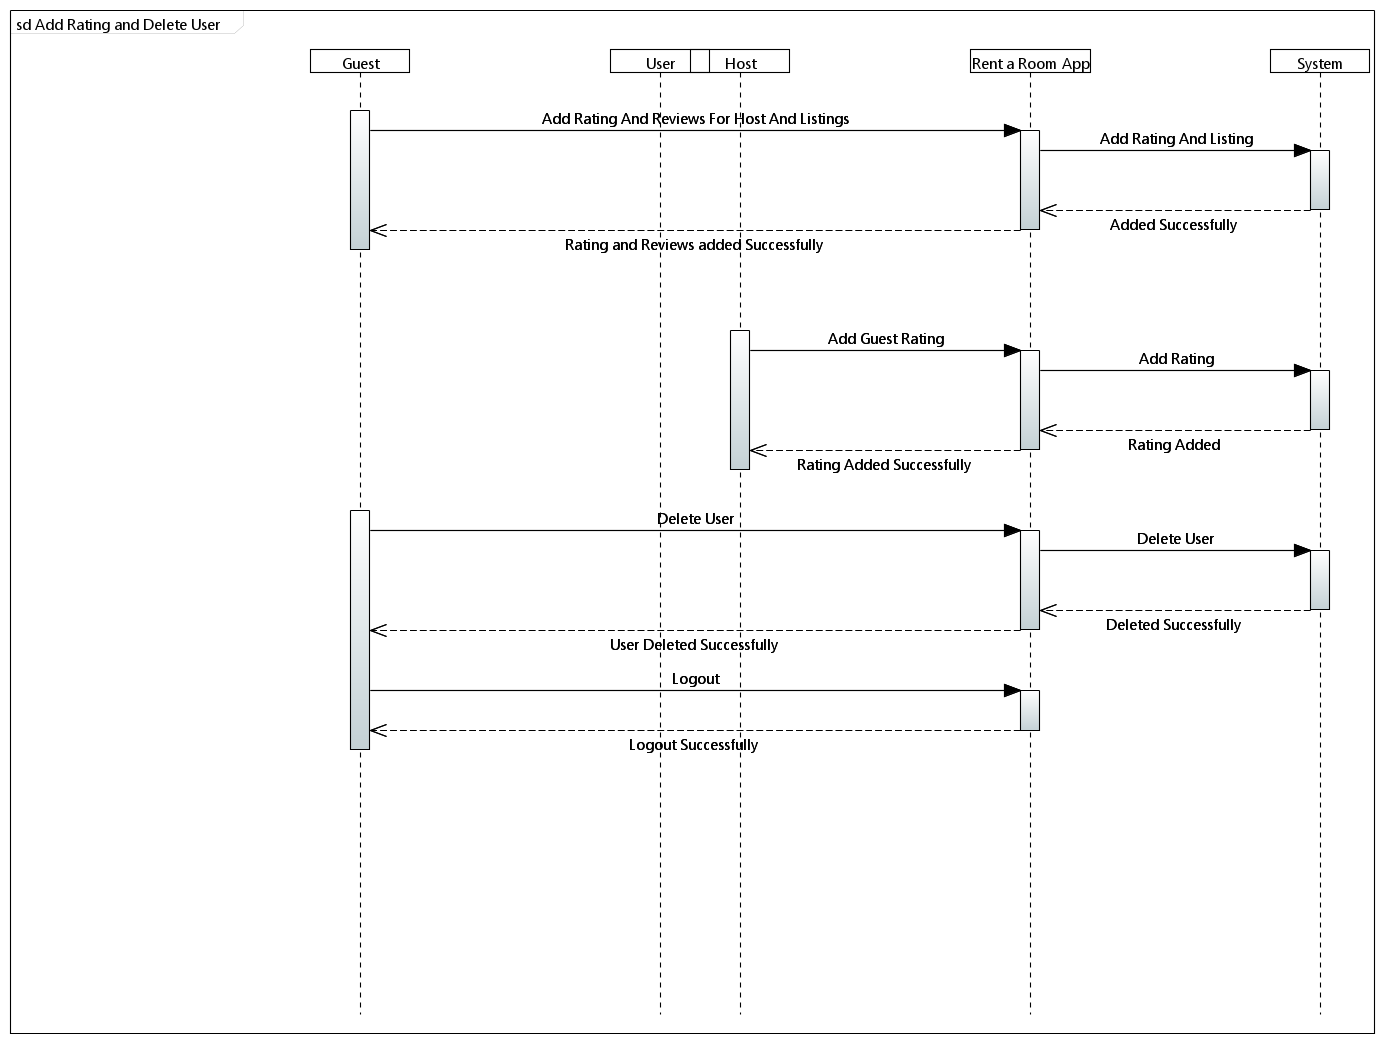 sd Add Rating and Delete User
Guest
User
Host
Rent a Room App
System
Add Rating And Reviews For Host And Listings
Add Rating And Listing
Added Successfully
Rating and Reviews added Successfully
Add Guest Rating
Add Rating
Rating Added
Rating Added Successfully
Delete User
Delete User
Deleted Successfully
User Deleted Successfully
Logout
Logout Successfully